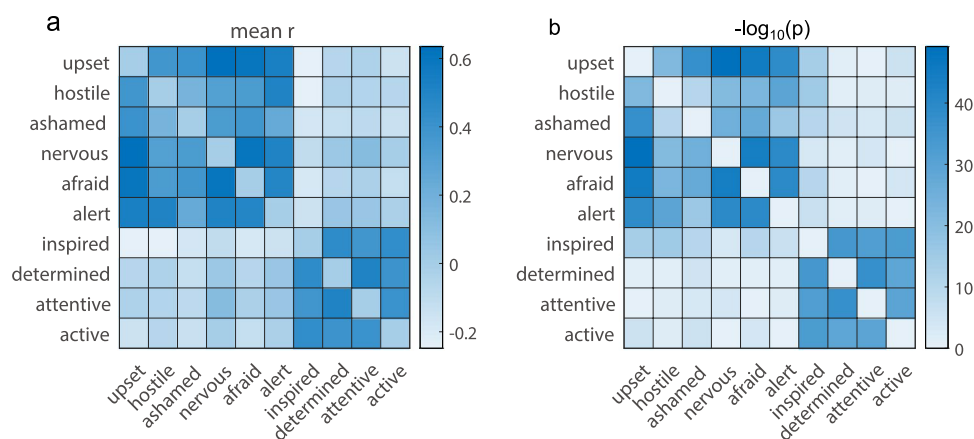 a
mean r
upset
hostile
ashamed
nervous
afraid
alert
inspired
determined
attentive
active
upset
hostile
ashamed
nervous
afraid
alert
inspired
determined
attentive
active
0.6
0.4
0.2
0
-0.2
b
-log₁₀(p)
upset
hostile
ashamed
nervous
afraid
alert
inspired
determined
attentive
active
upset
hostile
ashamed
nervous
afraid
alert
inspired
determined
attentive
active
40
30
20
10
0